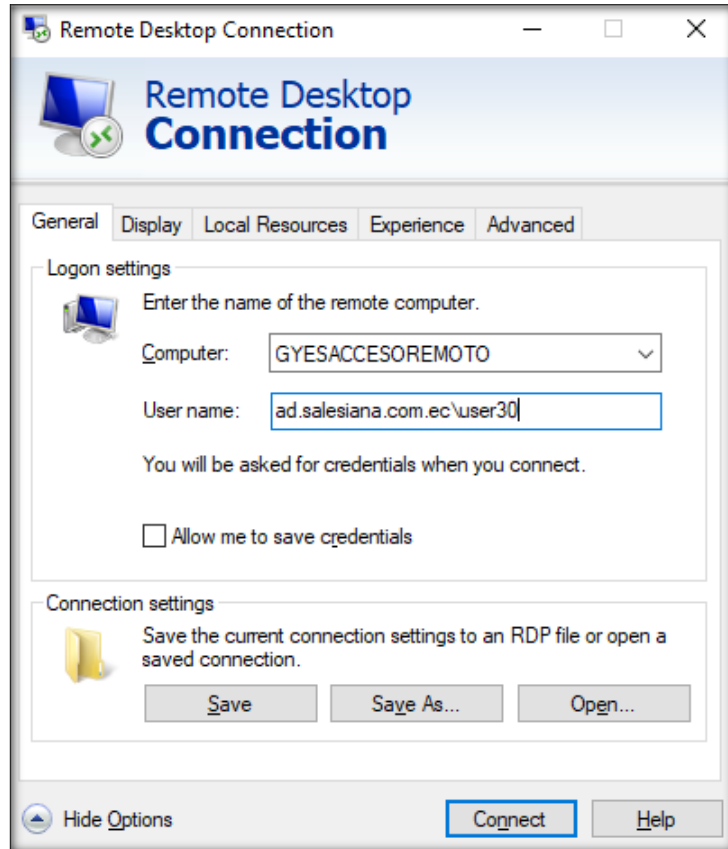 Remote Desktop Connection
Remote Desktop
Connection
General Display Local Resources Experience Advanced
Logon settings
Enter the name of the remote computer.
Computer: GYESACCESOREMOTO
User name: ad.salesiana.com.ec\user30
You will be asked for credentials when you connect.
Allow me to save credentials
Connection settings
Save the current connection settings to an RDP file or open a
saved connection.
Save Save As... Open...
Hide Options Connect Help